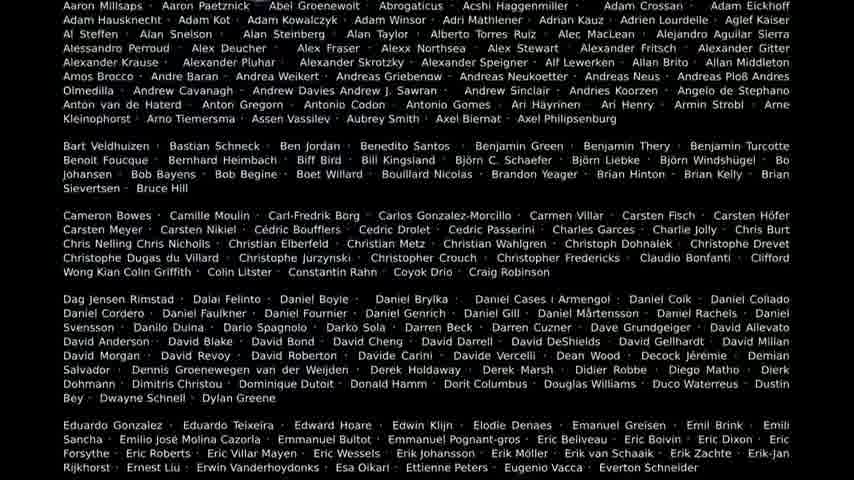 Aaron Millsaps · Aaron Paetznick · Abel Groenewolt · Abrogaticus · Acshi Haggenmiller · Adam Crossan · Adam Eickhoff
Adam Hausknecht · Adam Kot · Adam Kowalczyk · Adam Winsor · Adri Mathlener · Adrian Kauz · Adrien Lourdelle · Aglef Kaiser
Al Steffen · Alan Snelson · Alan Steinberg · Alan Taylor · Alberto Torres Ruiz · Alec MacLean · Alejandro Aguilar Sierra
Alessandro Perroud · Alex Deucher · Alex Fraser · Alexx Northsea · Alex Stewart · Alexander Fritsch · Alexander Gitter
Alexander Krause · Alexander Pluhar · Alexander Skrotzky · Alexander Speigner · Alf Lewerken · Allan Brito · Allan Middleton
Amos Brocco · Andre Baran · Andrea Weikert · Andreas Griebenow · Andreas Neukoetter · Andreas Neus · Andreas Ploß Andres
Olmedilla · Andrew Cavanagh · Andrew Davies Andrew J. Sawran · Andrew Sinclair · Andries Koorzen · Angelo de Stephano
Anton van de Haterd · Anton Gregorn · Antonio Codon · Antonio Gomes · Ari Häyrinen · Ari Henry · Armin Strobl · Arne
Kleinophorst · Arno Tiemersma · Assen Vassilev · Aubrey Smith · Axel Biernat · Axel Philipsenburg
Bart Veldhuizen · Bastian Schneck · Ben Jordan · Benedito Santos · Benjamin Green · Benjamin Thery · Benjamin Turcotte
Benoit Foucque · Bernhard Heimbach · Biff Bird · Bill Kingsland · Björn C. Schaefer · Björn Liebke · Björn Windshügel · Bo
Johansen · Bob Bayens · Bob Begine · Boet Willard · Bouillard Nicolas · Brandon Yeager · Brian Hinton · Brian Kelly · Brian
Sievertsen · Bruce Hill
Cameron Bowes · Camille Moulin · Carl-Fredrik Borg · Carlos Gonzalez-Morcillo · Carmen Villar · Carsten Fisch · Carsten Höfer
Carsten Meyer · Carsten Nikiel · Cédric Boufflers · Cedric Drolet · Cedric Passerini · Charles Garces · Charlie Jolly · Chris Burt
Chris Nelling Chris Nicholls · Christian Elberfeld · Christian Metz · Christian Wahlgren · Christoph Dohnalek · Christophe Drevet
Christophe Dugas du Villard · Christophe Jurzynski · Christopher Crouch · Christopher Fredericks · Claudio Bonfanti · Clifford
Wong Kian Colin Griffith · Colin Litster · Constantin Rahn · Coyok Drio · Craig Robinson
Dag Jensen Rimstad · Dalai Felinto · Daniel Boyle · Daniel Brylka · Daniel Cases i Armengol · Daniel Coik · Daniel Collado
Daniel Cordero · Daniel Faulkner · Daniel Fournier · Daniel Genrich · Daniel Gill · Daniel Mårtensson · Daniel Rachels · Daniel
Svensson · Danilo Duina · Dario Spagnolo · Darko Sola · Darren Beck · Darren Cuzner · Dave Grundgeiger · David Allevato
David Anderson · David Blake · David Bond · David Cheng · David Darrell · David DeShields · David Gellhardt · David Millan
David Morgan · David Revoy · David Roberton · Davide Carini · Davide Vercelli · Dean Wood · Decock Jérémie · Demian
Salvador · Dennis Groenewegen van der Weijden · Derek Holdaway · Derek Marsh · Didier Robbe · Diego Matho · Dierk
Dohmann · Dimitris Christou · Dominique Dutoit · Donald Hamm · Dorit Columbus · Douglas Williams · Duco Waterreus · Dustin
Bey · Dwayne Schnell · Dylan Greene
Eduardo Gonzalez · Eduardo Teixeira · Edward Hoare · Edwin Klijn · Elodie Denaes · Emanuel Greisen · Emil Brink · Emili
Sancha · Emilio José Molina Cazorla · Emmanuel Bultot · Emmanuel Pognant-gros · Eric Beliveau · Eric Boivin · Eric Dixon · Eric
Forsythe · Eric Roberts · Eric Villar Mayen · Eric Wessels · Erik Johansson · Erik Möller · Erik van Schaaik · Erik Zachte · Erik-Jan
Rijkhorst · Ernest Liu · Erwin Vanderhoydonks · Esa Oikari · Ettienne Peters · Eugenio Vacca · Everton Schneider